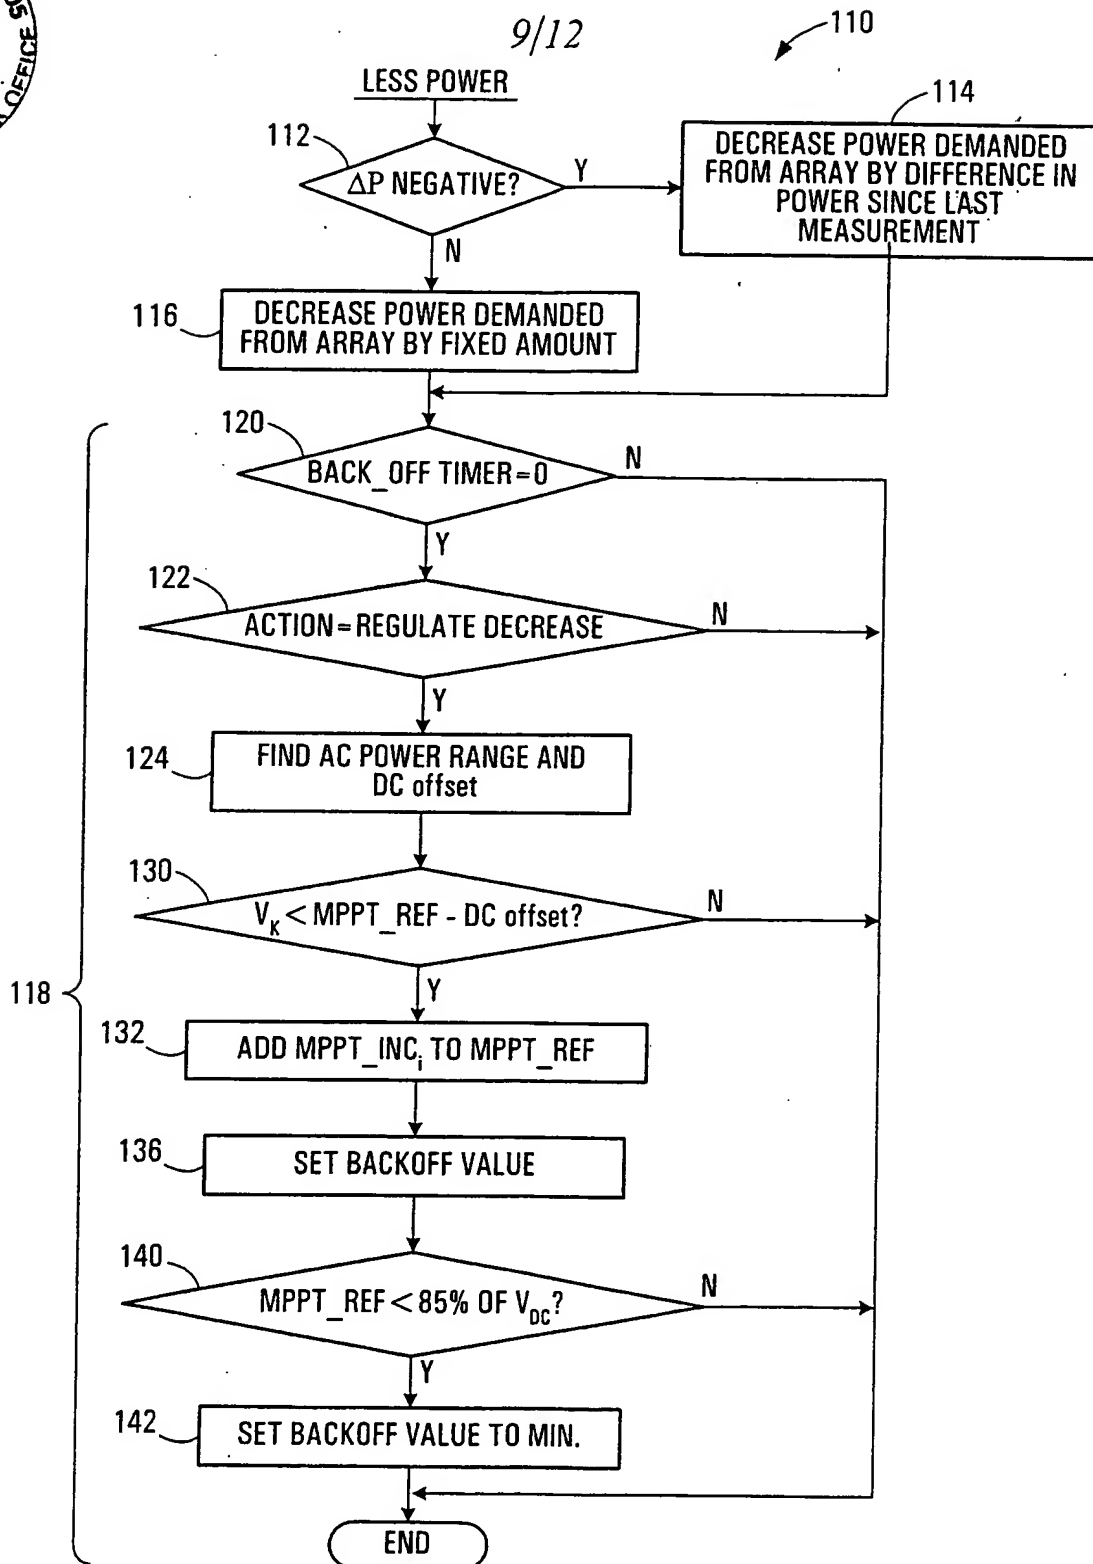 OFFICE
9/12
110
LESS POWER
112
ΔP NEGATIVE?
Y
N
114
DECREASE POWER DEMANDED
FROM ARRAY BY DIFFERENCE IN
POWER SINCE LAST
MEASUREMENT
116
DECREASE POWER DEMANDED
FROM ARRAY BY FIXED AMOUNT
118
120
BACK_OFF TIMER=0
N
Y
122
ACTION=REGULATE DECREASE
N
Y
124
FIND AC POWER RANGE AND
DC offset
130
V_K < MPPT_REF - DC offset?
N
Y
132
ADD MPPT_INC_i TO MPPT_REF
136
SET BACKOFF VALUE
140
MPPT_REF < 85% OF V_DC?
N
Y
142
SET BACKOFF VALUE TO MIN.
END